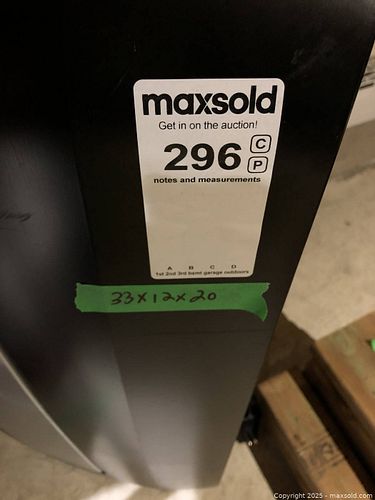 maxsold
Get in on the auction!
296 C
P
notes and measurements
A B C D
1st 2nd 3rd bsmt garage outdoors
33x12x20
Copyright 2025 - maxsold.com